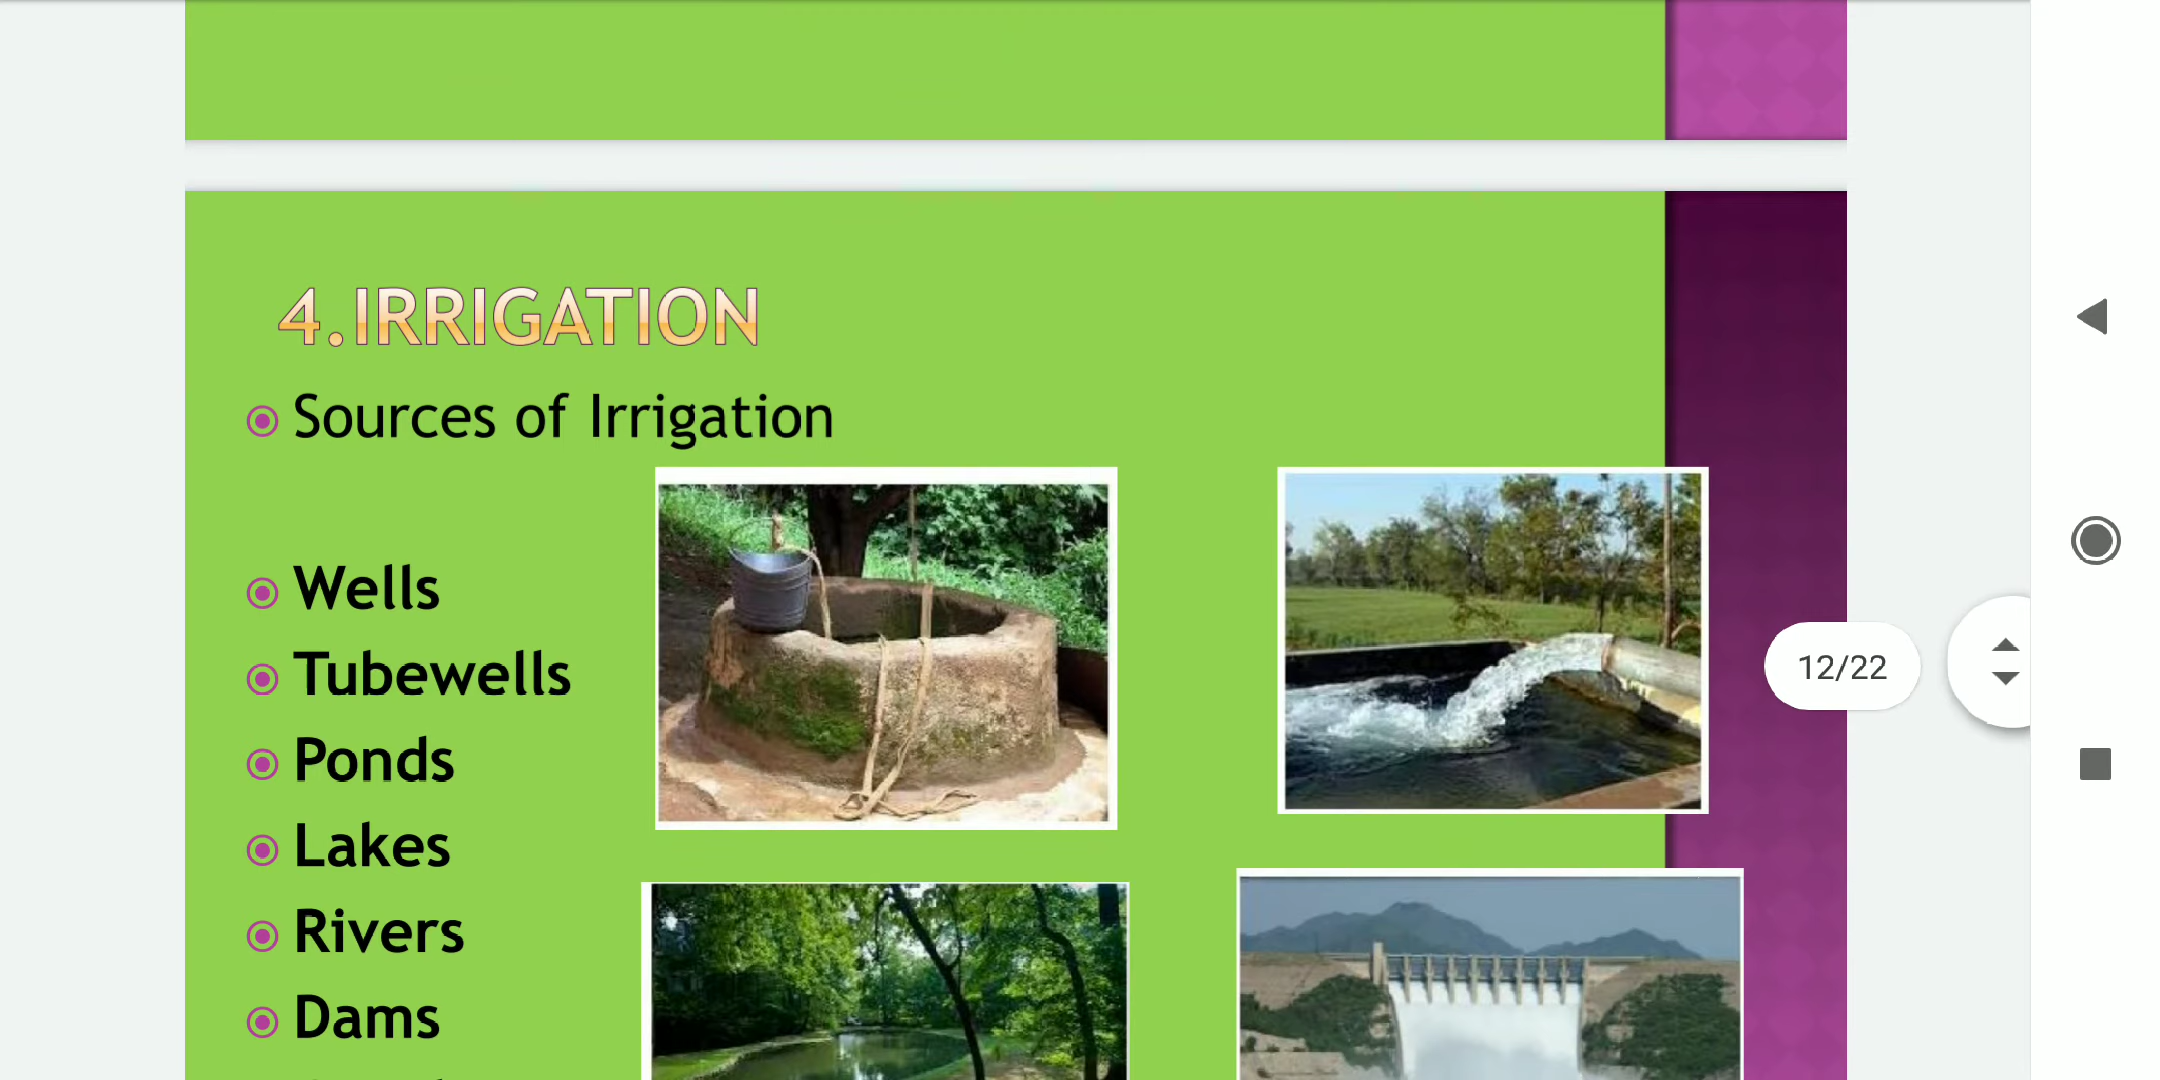 4.IRRIGATION
Sources of Irrigation
Wells
Tubewells
Ponds
Lakes
Rivers
Dams
12/22